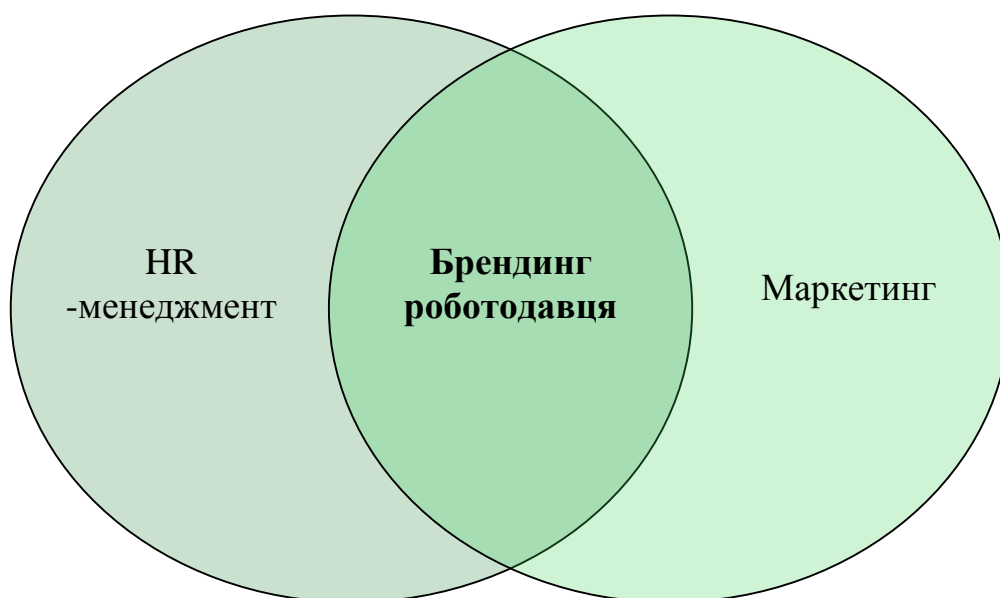 HR
-менеджмент
Брендинг
роботодавця
Маркетинг